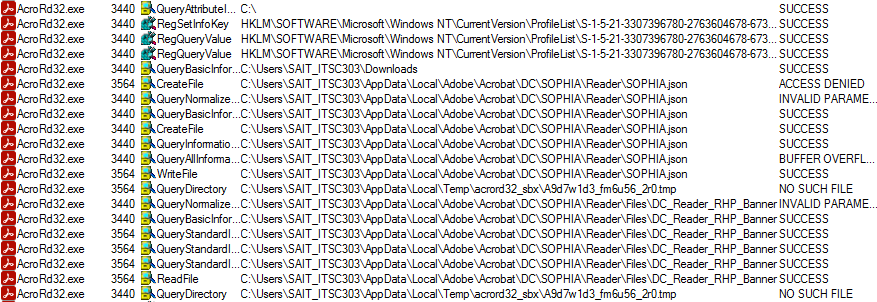 AcroRd32.exe 3440 QueryAttributeI... C:\ SUCCESS
AcroRd32.exe 3440 RegSetInfoKey HKLM\SOFTWARE\Microsoft\Windows NT\CurrentVersion\ProfileList\S-1-5-21-3307396780-2763604678-673... SUCCESS
AcroRd32.exe 3440 RegQueryValue HKLM\SOFTWARE\Microsoft\Windows NT\CurrentVersion\ProfileList\S-1-5-21-3307396780-2763604678-673... SUCCESS
AcroRd32.exe 3440 RegQueryValue HKLM\SOFTWARE\Microsoft\Windows NT\CurrentVersion\ProfileList\S-1-5-21-3307396780-2763604678-673... SUCCESS
AcroRd32.exe 3440 QueryBasicInfor... C:\Users\SAIT_ITSC303\Downloads SUCCESS
AcroRd32.exe 3564 CreateFile C:\Users\SAIT_ITSC303\AppData\Local\Adobe\Acrobat\DC\SOPHIA\Reader\SOPHIA.json ACCESS DENIED
AcroRd32.exe 3440 QueryNormalize... C:\Users\SAIT_ITSC303\AppData\Local\Adobe\Acrobat\DC\SOPHIA\Reader\SOPHIA.json INVALID PARAME...
AcroRd32.exe 3440 QueryBasicInfor... C:\Users\SAIT_ITSC303\AppData\Local\Adobe\Acrobat\DC\SOPHIA\Reader\SOPHIA.json SUCCESS
AcroRd32.exe 3440 CreateFile C:\Users\SAIT_ITSC303\AppData\Local\Adobe\Acrobat\DC\SOPHIA\Reader\SOPHIA.json SUCCESS
AcroRd32.exe 3440 QueryInformatio... C:\Users\SAIT_ITSC303\AppData\Local\Adobe\Acrobat\DC\SOPHIA\Reader\SOPHIA.json SUCCESS
AcroRd32.exe 3440 QueryAllInforma... C:\Users\SAIT_ITSC303\AppData\Local\Adobe\Acrobat\DC\SOPHIA\Reader\SOPHIA.json BUFFER OVERFL...
AcroRd32.exe 3564 WriteFile C:\Users\SAIT_ITSC303\AppData\Local\Adobe\Acrobat\DC\SOPHIA\Reader\SOPHIA.json SUCCESS
AcroRd32.exe 3564 QueryDirectory C:\Users\SAIT_ITSC303\AppData\Local\Temp\acrord32_sbx\A9d7w1d3_fm6u56_2r0.tmp NO SUCH FILE
AcroRd32.exe 3440 QueryNormalize... C:\Users\SAIT_ITSC303\AppData\Local\Adobe\Acrobat\DC\SOPHIA\Reader\Files\DC_Reader_RHP_Banner INVALID PARAME...
AcroRd32.exe 3440 QueryBasicInfor... C:\Users\SAIT_ITSC303\AppData\Local\Adobe\Acrobat\DC\SOPHIA\Reader\Files\DC_Reader_RHP_Banner SUCCESS
AcroRd32.exe 3564 QueryStandardI... C:\Users\SAIT_ITSC303\AppData\Local\Adobe\Acrobat\DC\SOPHIA\Reader\Files\DC_Reader_RHP_Banner SUCCESS
AcroRd32.exe 3564 QueryStandardI... C:\Users\SAIT_ITSC303\AppData\Local\Adobe\Acrobat\DC\SOPHIA\Reader\Files\DC_Reader_RHP_Banner SUCCESS
AcroRd32.exe 3564 QueryStandardI... C:\Users\SAIT_ITSC303\AppData\Local\Adobe\Acrobat\DC\SOPHIA\Reader\Files\DC_Reader_RHP_Banner SUCCESS
AcroRd32.exe 3564 ReadFile C:\Users\SAIT_ITSC303\AppData\Local\Adobe\Acrobat\DC\SOPHIA\Reader\Files\DC_Reader_RHP_Banner SUCCESS
AcroRd32.exe 3440 QueryDirectory C:\Users\SAIT_ITSC303\AppData\Local\Temp\acrord32_sbx\A9d7w1d3_fm6u56_2r0.tmp NO SUCH FILE